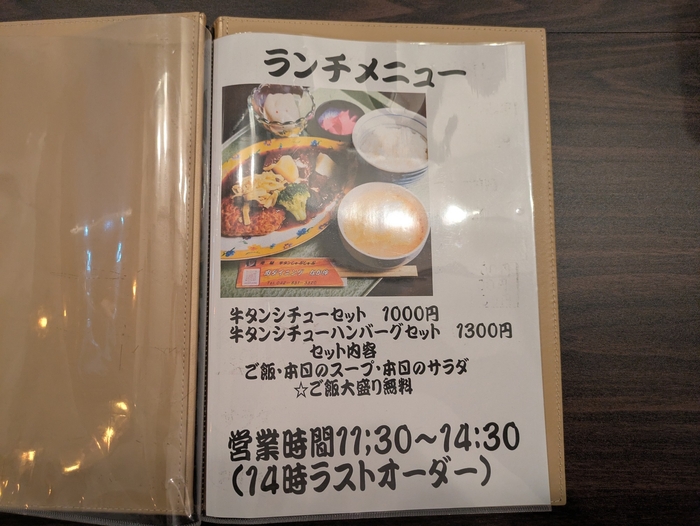 ランチメニュー
牛タンシチューセット 1000円
牛タンシチューハンバーグセット 1300円
セット内容
ご飯・本日のスープ・本日のサラダ
☆ご飯大盛り無料
営業時間11;30～14:30
(14時ラストオーダー)